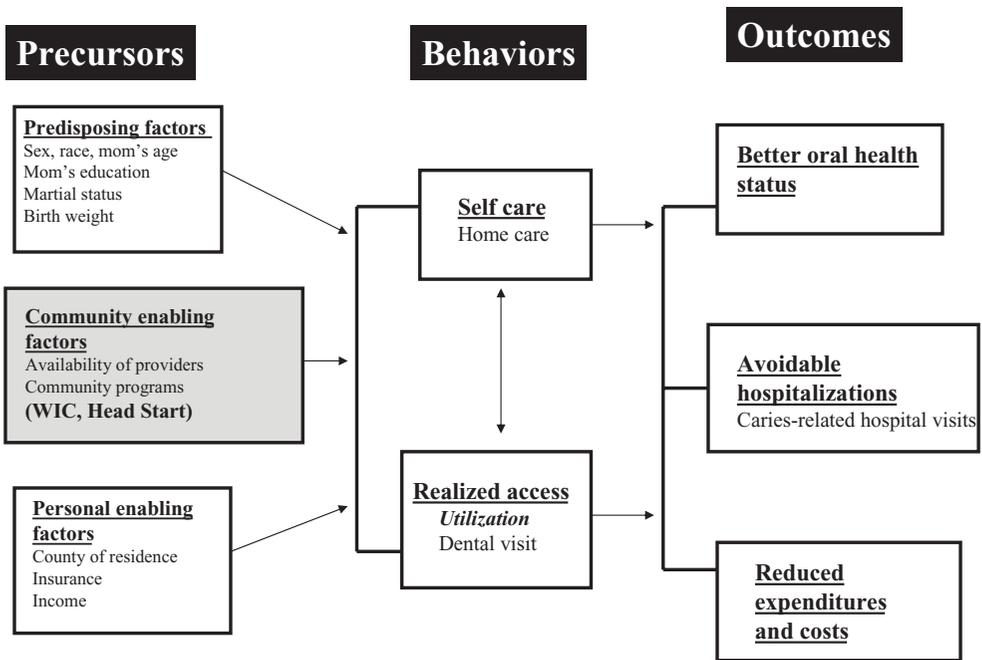 Precursors
Predisposing factors
Sex, race, mom's age
Mom's education
Martial status
Birth weight
Community enabling
factors
Availability of providers
Community programs
(WIC, Head Start)
Personal enabling
factors
County of residence
Insurance
Income
Behaviors
Self care
Home care
Realized access
Utilization
Dental visit
Outcomes
Better oral health
status
Avoidable
hospitalizations
Caries-related hospital visits
Reduced
expenditures
and costs